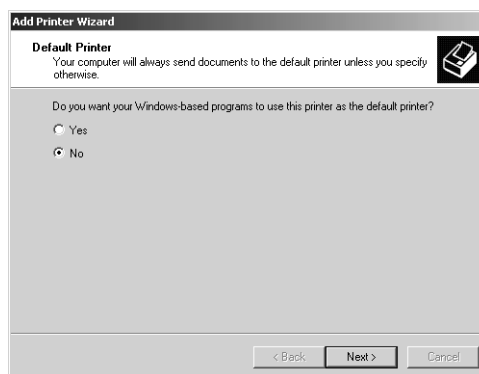 Add Printer Wizard
Default Printer
Your computer will always send documents to the default printer unless you specify
otherwise.
Do you want your Windows-based programs to use this printer as the default printer?
Yes
No
< Back
Next >
Cancel